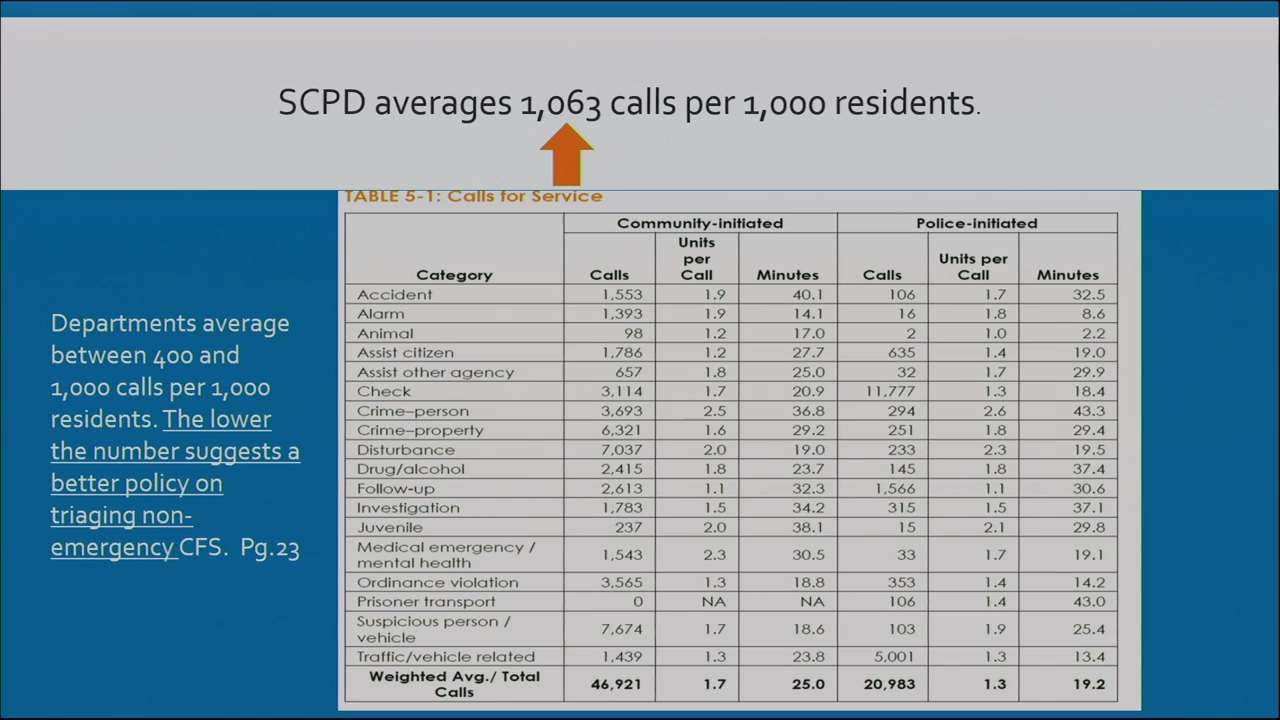 SCPD averages 1,063 calls per 1,000 residents.
TABLE 5-1: Calls for Service
Community-initiated Police-initiated
Category Calls Units per Call Minutes Calls Units per Call Minutes
Accident 1,553 1.9 40.1 106 1.7 32.5
Alarm 1,393 1.9 14.1 16 1.8 8.6
Animal 98 1.2 17.0 2 1.0 2.2
Assist citizen 1,786 1.2 27.7 635 1.4 19.0
Assist other agency 657 1.8 25.0 32 1.7 29.9
Check 3,114 1.7 20.9 11,777 1.3 18.4
Crime–person 3,693 2.5 36.8 294 2.6 43.3
Crime–property 6,321 1.6 29.2 251 1.8 29.4
Disturbance 7,037 2.0 19.0 233 2.3 19.5
Drug/alcohol 2,415 1.8 23.7 145 1.8 37.4
Follow-up 2,613 1.1 32.3 1,566 1.1 30.6
Investigation 1,783 1.5 34.2 315 1.5 37.1
Juvenile 237 2.0 38.1 15 2.1 29.8
Medical emergency / mental health 1,543 2.3 30.5 33 1.7 19.1
Ordinance violation 3,565 1.3 18.8 353 1.4 14.2
Prisoner transport 0 NA NA 106 1.4 43.0
Suspicious person / vehicle 7,674 1.7 18.6 103 1.9 25.4
Traffic/vehicle related 1,439 1.3 23.8 5,001 1.3 13.4
Weighted Avg./ Total Calls 46,921 1.7 25.0 20,983 1.3 19.2
Departments average
between 400 and
1,000 calls per 1,000
residents. The lower
the number suggests a
better policy on
triaging non-
emergency CFS. Pg.23